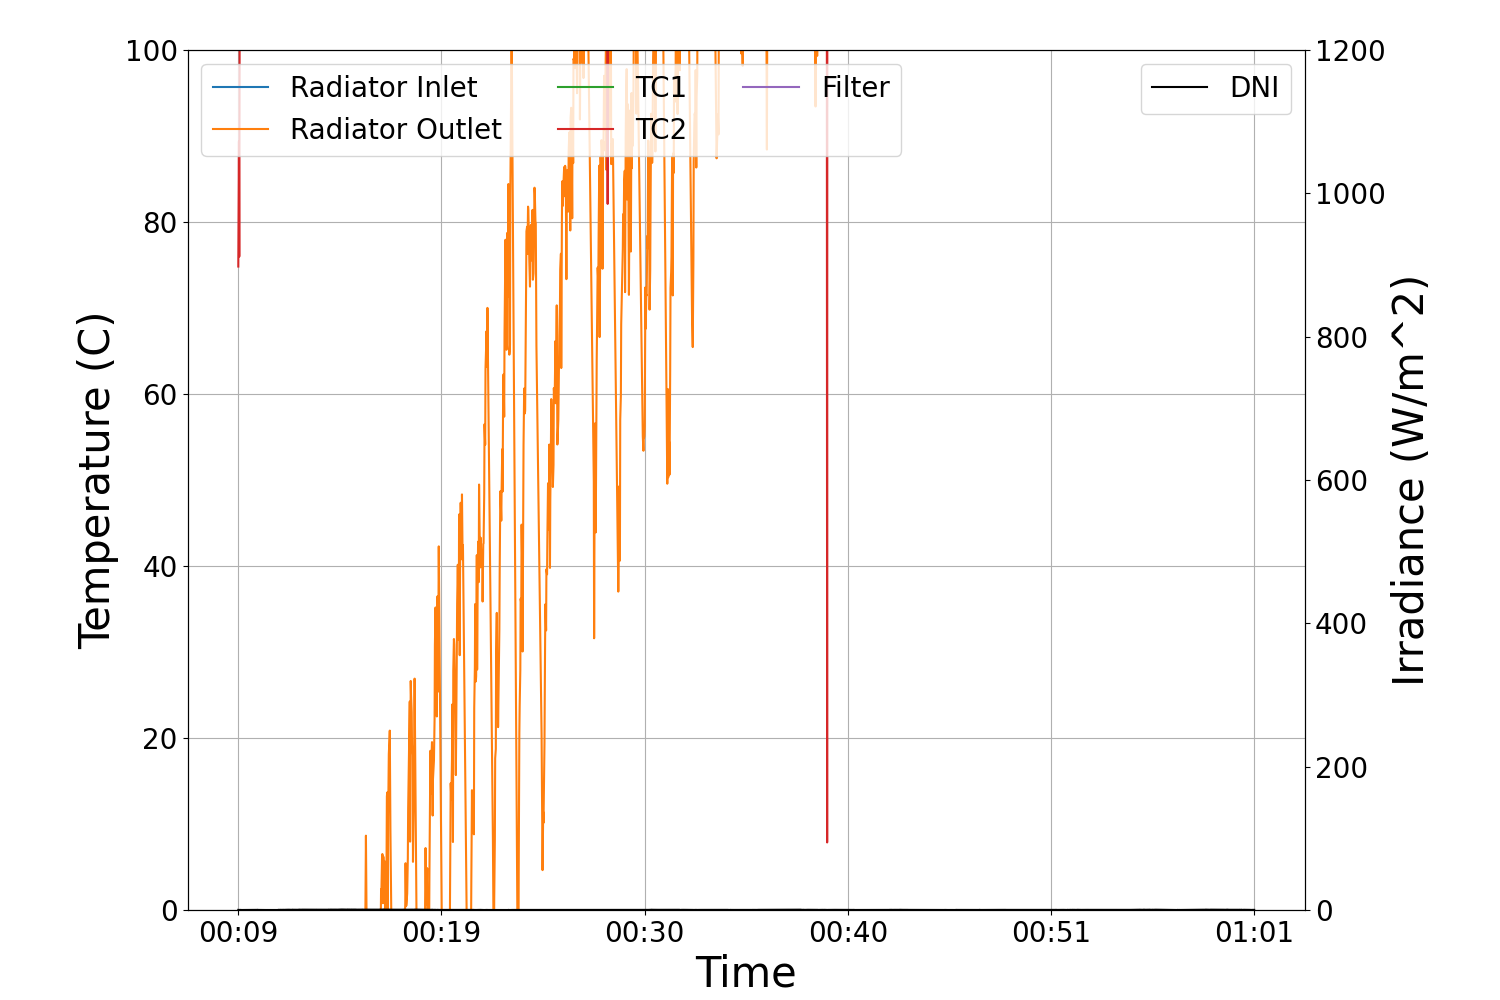 100
80
60
40
20
0
Temperature (C)
Radiator Inlet
Radiator Outlet
TC1
TC2
Filter
DNI
1200
1000
800
600
400
200
0
Irradiance (W/m^2)
00:09 00:19 00:30 00:40 00:51 01:01
Time